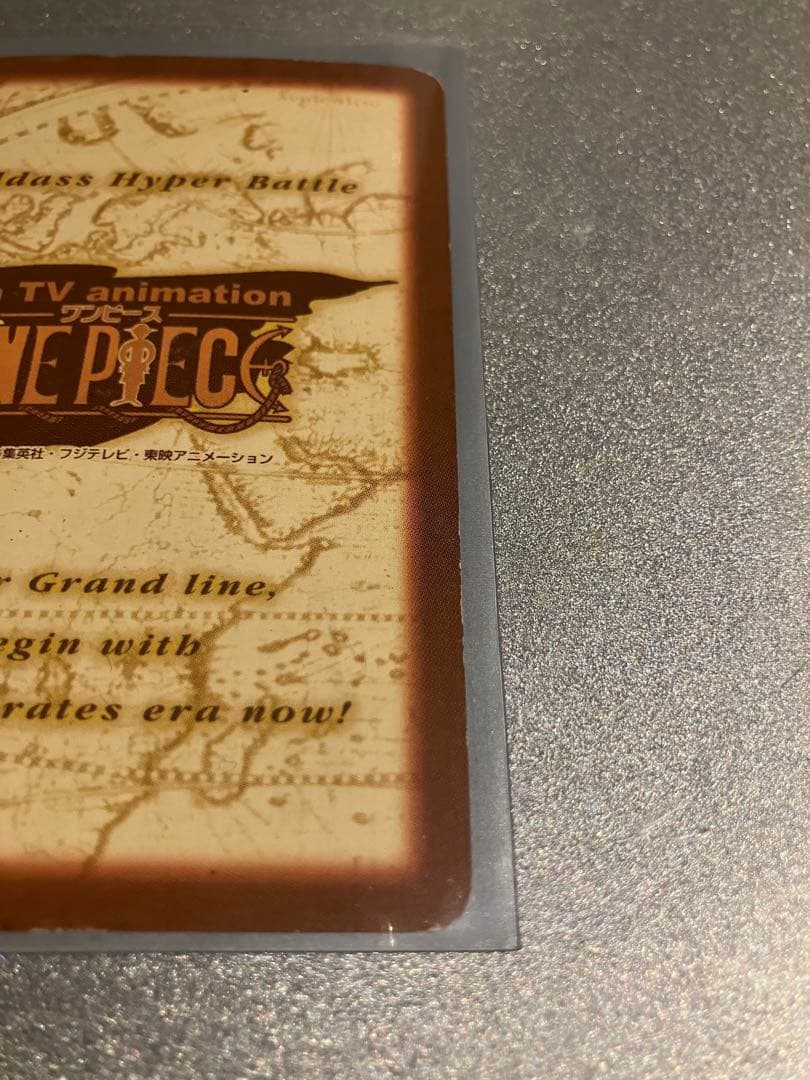 ldass Hyper Battle
TV animation
ワンピース
NE PIECE
集英社・フジテレビ・東映アニメーション
r Grand line,
egin with
rates era now!